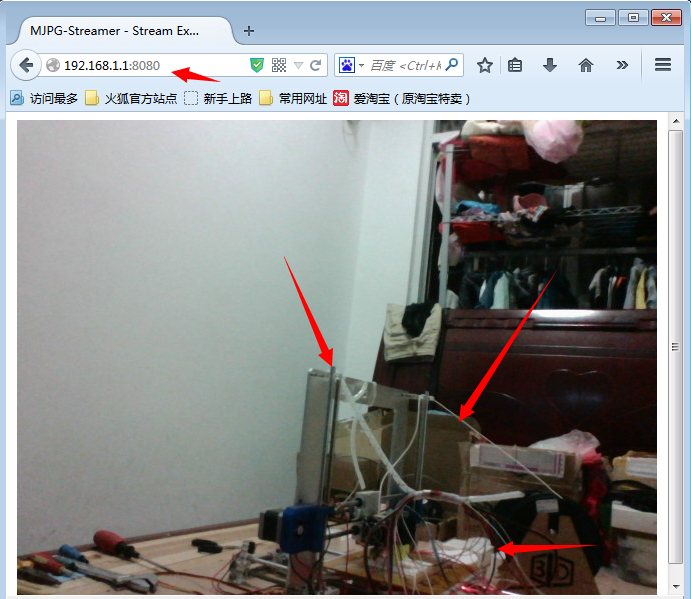 MJPG-Streamer - Stream Ex...
192.168.1.1:8080
百度 <Ctrl+K
访问最多 火狐官方站点 新手上路 常用网址 淘 爱淘宝（原淘宝特卖）
3D